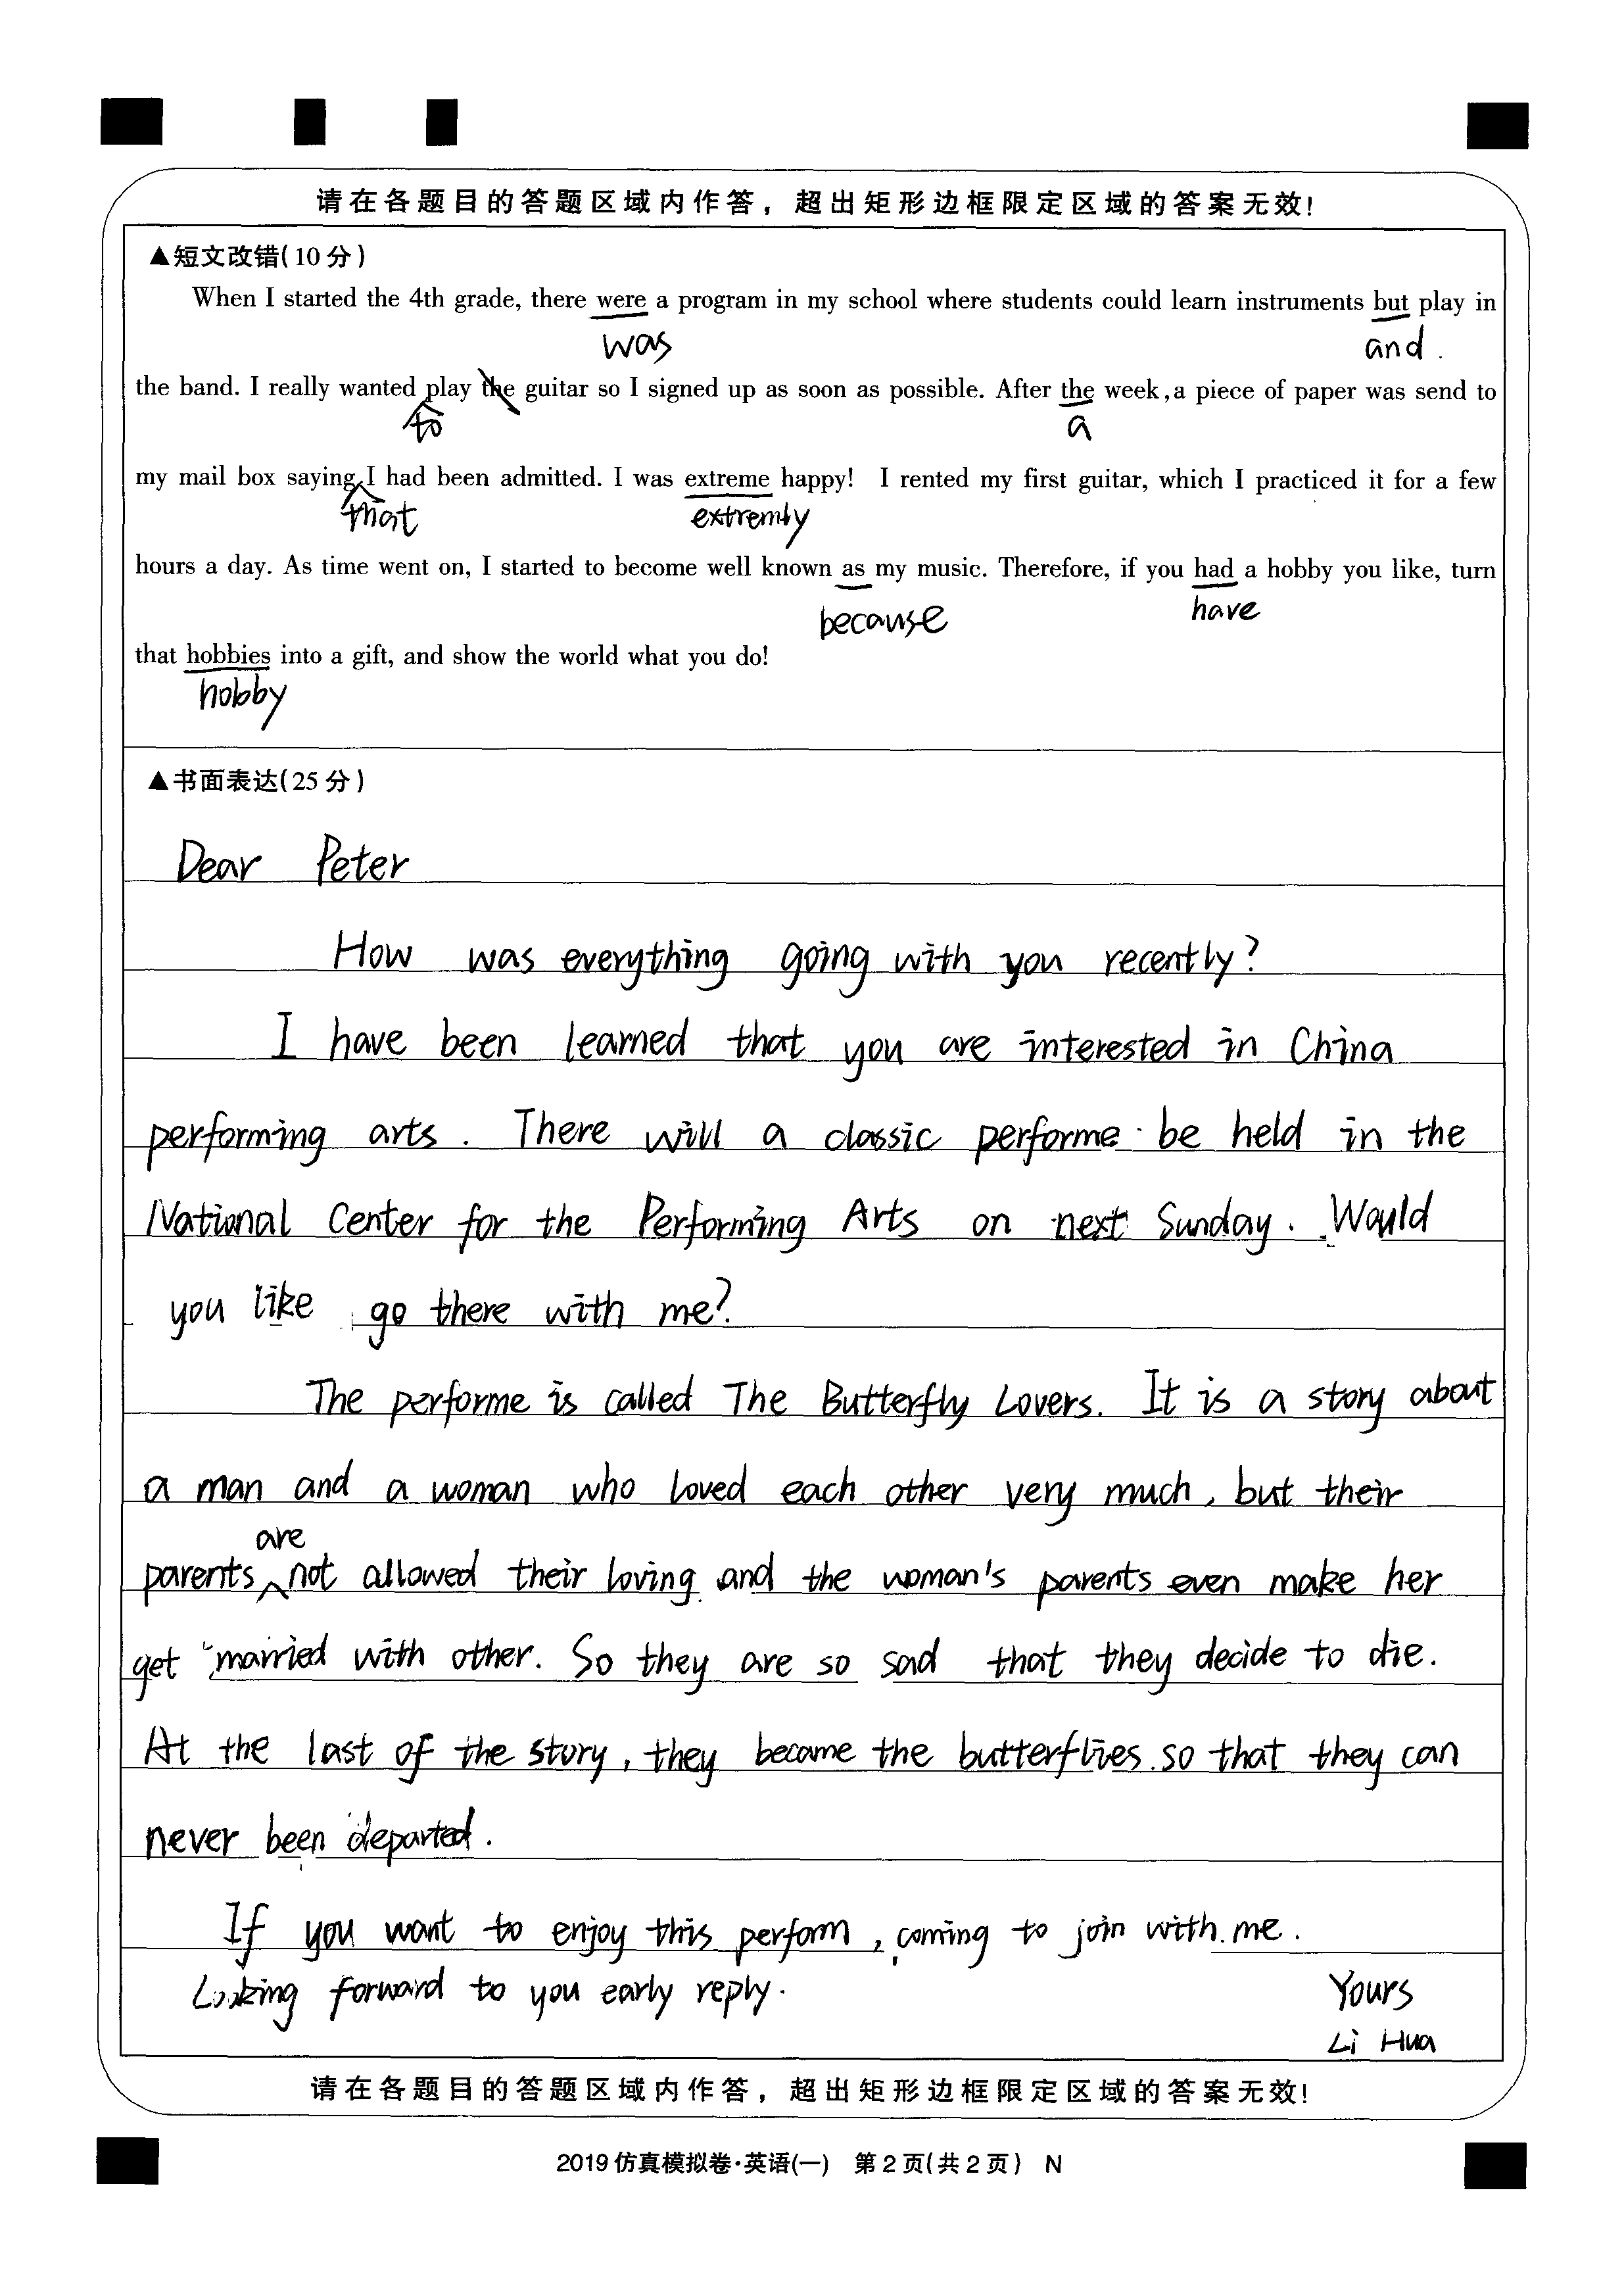 请在各题目的答题区域内作答，超出矩形边框限定区域的答案无效!
▲短文改错(10分)
When I started the 4th grade, there were a program in my school where students could learn instruments but play in
was and.
the band. I really wanted play the guitar so I signed up as soon as possible. After the week,a piece of paper was send to
to a
my mail box saying I had been admitted. I was extreme happy! I rented my first guitar, which I practiced it for a few
that extremly
hours a day. As time went on, I started to become well known as my music. Therefore, if you had a hobby you like, turn
because have
that hobbies into a gift, and show the world what you do!
hobby
▲书面表达(25分)
Dear Peter
How was everything going with you recently?
I have been learned that you are interested in China
performing arts. There will a classic performe be held in the
National Center for the Performing Arts on next Sunday. Would
you like go there with me?
The performe is called The Butterfly Lovers. It is a story about
a man and a woman who loved each other very much, but their
are
parents not allowed their loving and the woman's parents even make her
get married with other. So they are so sad that they decide to die.
At the last of the story, they became the butterflies so that they can
never been departed.
If you want to enjoy this perform, coming to join with me.
Looking forward to you early reply.
Yours
Li Hua
请在各题目的答题区域内作答，超出矩形边框限定区域的答案无效!
2019仿真模拟卷·英语(一) 第2页(共2页) N